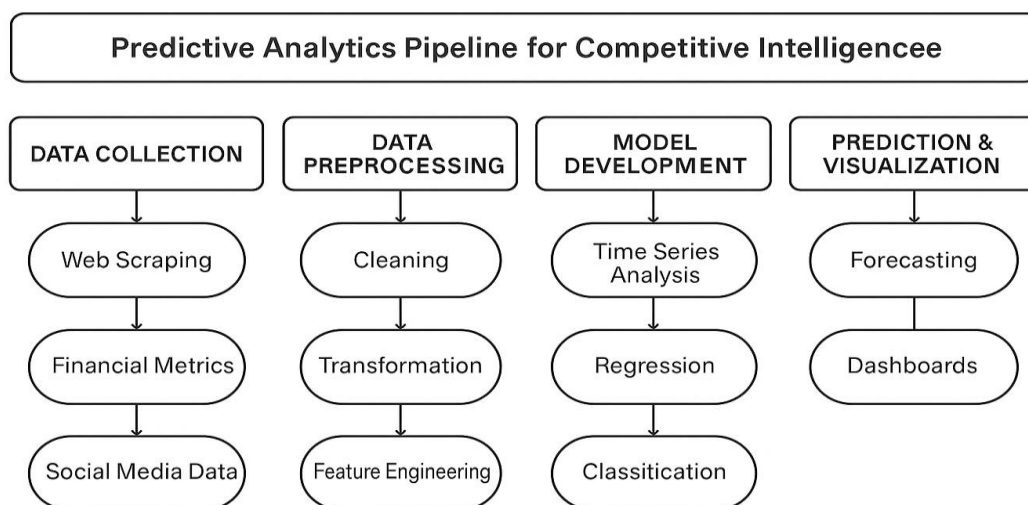 Predictive Analytics Pipeline for Competitive Intelligencee
DATA COLLECTION
Web Scraping
Financial Metrics
Social Media Data
DATA
PREPROCESSING
Cleaning
Transformation
Feature Engineering
MODEL
DEVELOPMENT
Time Series
Analysis
Regression
Classitication
PREDICTION &
VISUALIZATION
Forecasting
Dashboards